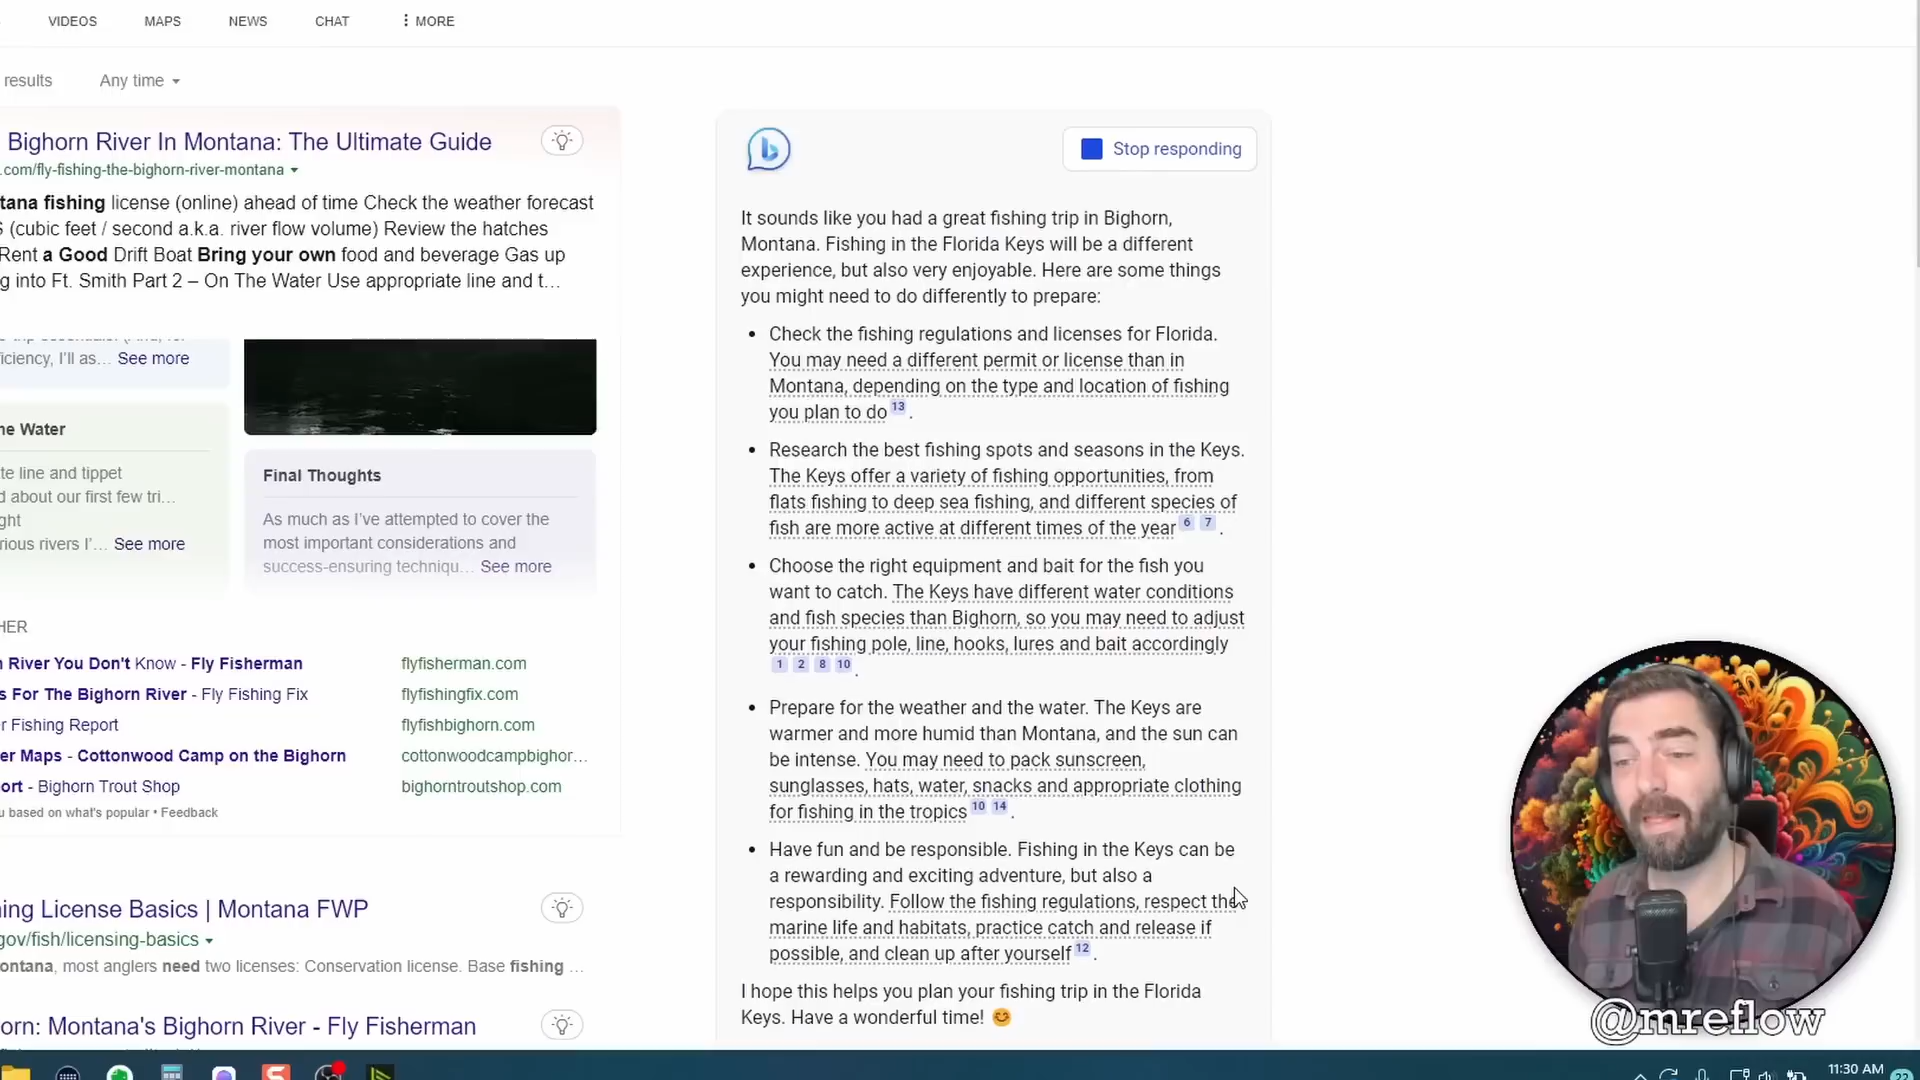 VIDEOS MAPS NEWS CHAT MORE
results Any time
Bighorn River In Montana: The Ultimate Guide
.com/fly-fishing-the-bighorn-river-montana
tana fishing license (online) ahead of time Check the weather forecast
S (cubic feet / second a.k.a. river flow volume) Review the hatches
Rent a Good Drift Boat Bring your own food and beverage Gas up
g into Ft. Smith Part 2 – On The Water Use appropriate line and t…
iciency, I'll as… See more
ne Water
te line and tippet
d about our first few tri…
ght
rious rivers I'… See more
Final Thoughts
As much as I've attempted to cover the
most important considerations and
success-ensuring techniqu… See more
HER
n River You Don't Know - Fly Fisherman flyfisherman.com
s For The Bighorn River - Fly Fishing Fix flyfishingfix.com
er Fishing Report flyfishbighorn.com
er Maps - Cottonwood Camp on the Bighorn cottonwoodcampbighor…
ort - Bighorn Trout Shop bighorntroutshop.com
u based on what's popular • Feedback
ning License Basics | Montana FWP
gov/fish/licensing-basics
ontana, most anglers need two licenses: Conservation license. Base fishing …
orn: Montana's Bighorn River - Fly Fisherman
Stop responding
It sounds like you had a great fishing trip in Bighorn,
Montana. Fishing in the Florida Keys will be a different
experience, but also very enjoyable. Here are some things
you might need to do differently to prepare:
• Check the fishing regulations and licenses for Florida.
You may need a different permit or license than in
Montana, depending on the type and location of fishing
you plan to do 13 .
• Research the best fishing spots and seasons in the Keys.
The Keys offer a variety of fishing opportunities, from
flats fishing to deep sea fishing, and different species of
fish are more active at different times of the year 6 7 .
• Choose the right equipment and bait for the fish you
want to catch. The Keys have different water conditions
and fish species than Bighorn, so you may need to adjust
your fishing pole, line, hooks, lures and bait accordingly
1 2 8 10 .
• Prepare for the weather and the water. The Keys are
warmer and more humid than Montana, and the sun can
be intense. You may need to pack sunscreen,
sunglasses, hats, water, snacks and appropriate clothing
for fishing in the tropics 10 14 .
• Have fun and be responsible. Fishing in the Keys can be
a rewarding and exciting adventure, but also a
responsibility. Follow the fishing regulations, respect the
marine life and habitats, practice catch and release if
possible, and clean up after yourself 12 .
I hope this helps you plan your fishing trip in the Florida
Keys. Have a wonderful time! 😊
@mreflow
11:30 AM
22